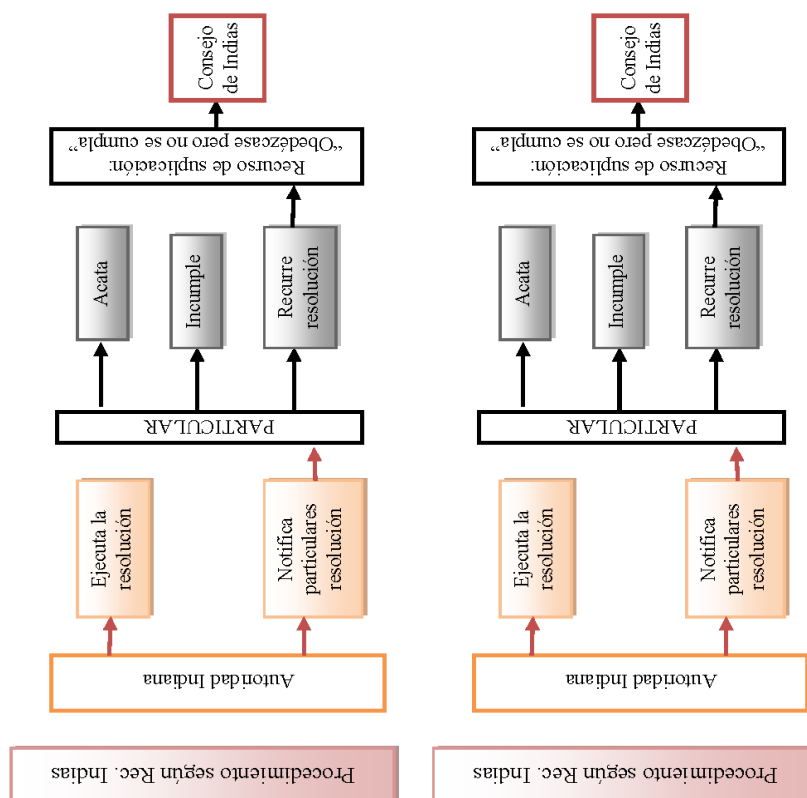 Procedimiento según Rec. Indias
Autoridad Indiana
Ejecuta la
resolución
Notifica
particulares
resolución
PARTICULAR
Acata
Incumple
Recurre
resolución
Recurso de suplicación:
“Obedézcase pero no se cumpla”
Consejo
de Indias
Procedimiento según Rec. Indias
Autoridad Indiana
Ejecuta la
resolución
Notifica
particulares
resolución
PARTICULAR
Acata
Incumple
Recurre
resolución
Recurso de suplicación:
“Obedézcase pero no se cumpla”
Consejo
de Indias